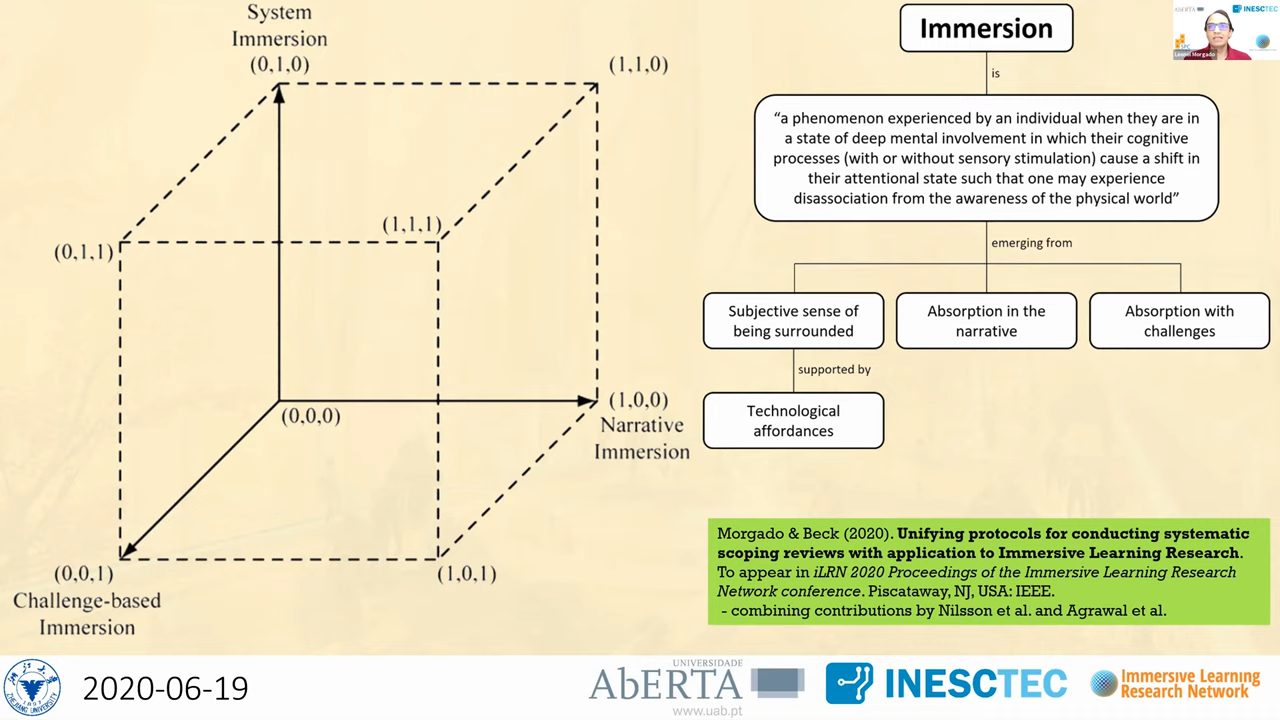 System
Immersion
(0,1,0)
(1,1,0)
(1,1,1)
(0,1,1)
(0,0,0)
(1,0,0)
Narrative
Immersion
(0,0,1)
(1,0,1)
Challenge-based
Immersion
Immersion
is
“a phenomenon experienced by an individual when they are in
a state of deep mental involvement in which their cognitive
processes (with or without sensory stimulation) cause a shift in
their attentional state such that one may experience
disassociation from the awareness of the physical world”
emerging from
Subjective sense of
being surrounded
Absorption in the
narrative
Absorption with
challenges
supported by
Technological
affordances
Morgado & Beck (2020). Unifying protocols for conducting systematic
scoping reviews with application to Immersive Learning Research.
To appear in iLRN 2020 Proceedings of the Immersive Learning Research
Network conference. Piscataway, NJ, USA: IEEE.
- combining contributions by Nilsson et al. and Agrawal et al.
INESCTEC
Leonel Morgado
2020-06-19
UNIVERSIDADE
AbERTA
www.uab.pt
INESCTEC
Immersive Learning
Research Network